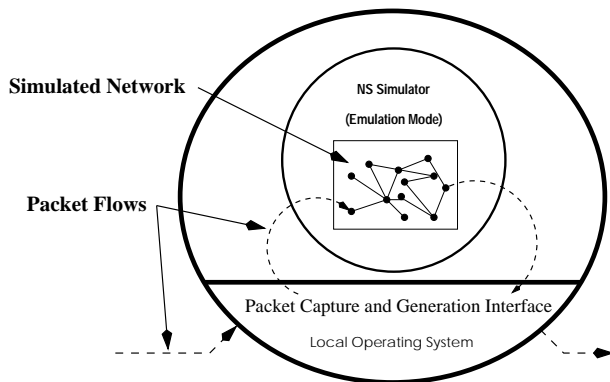 NS Simulator
Simulated Network
(Emulation Mode)
Packet Flows
Packet Capture and Generation Interface
Local Operating System